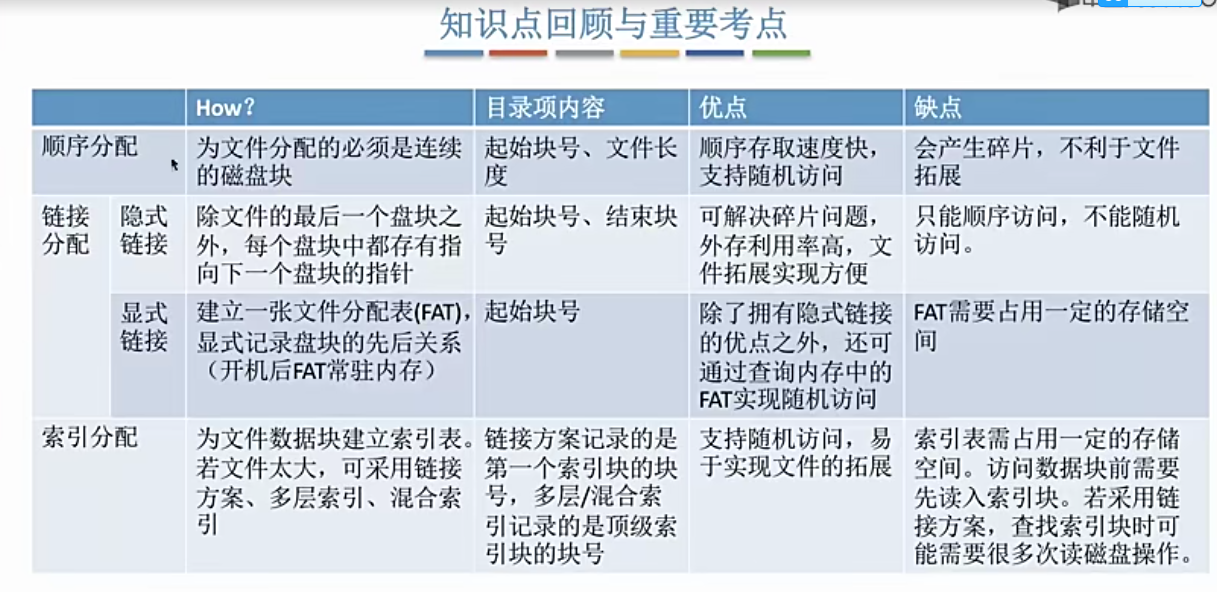 知识点回顾与重要考点
How？
目录项内容
优点
缺点
顺序分配
为文件分配的必须是连续
的磁盘块
起始块号、文件长
度
顺序存取速度快，
支持随机访问
会产生碎片，不利于文件
拓展
链接
分配
隐式
链接
除文件的最后一个盘块之
外，每个盘块中都存有指
向下一个盘块的指针
起始块号、结束块
号
可解决碎片问题，
外存利用率高，文
件拓展实现方便
只能顺序访问，不能随机
访问。
显式
链接
建立一张文件分配表(FAT)，
显式记录盘块的先后关系
（开机后FAT常驻内存）
起始块号
除了拥有隐式链接
的优点之外，还可
通过查询内存中的
FAT实现随机访问
FAT需要占用一定的存储空
间
索引分配
为文件数据块建立索引表。
若文件太大，可采用链接
方案、多层索引、混合索
引
链接方案记录的是
第一个索引块的块
号，多层/混合索
引记录的是顶级索
引块的块号
支持随机访问，易
于实现文件的拓展
索引表需占用一定的存储
空间。访问数据块前需要
先读入索引块。若采用链
接方案，查找索引块时可
能需要很多次读磁盘操作。